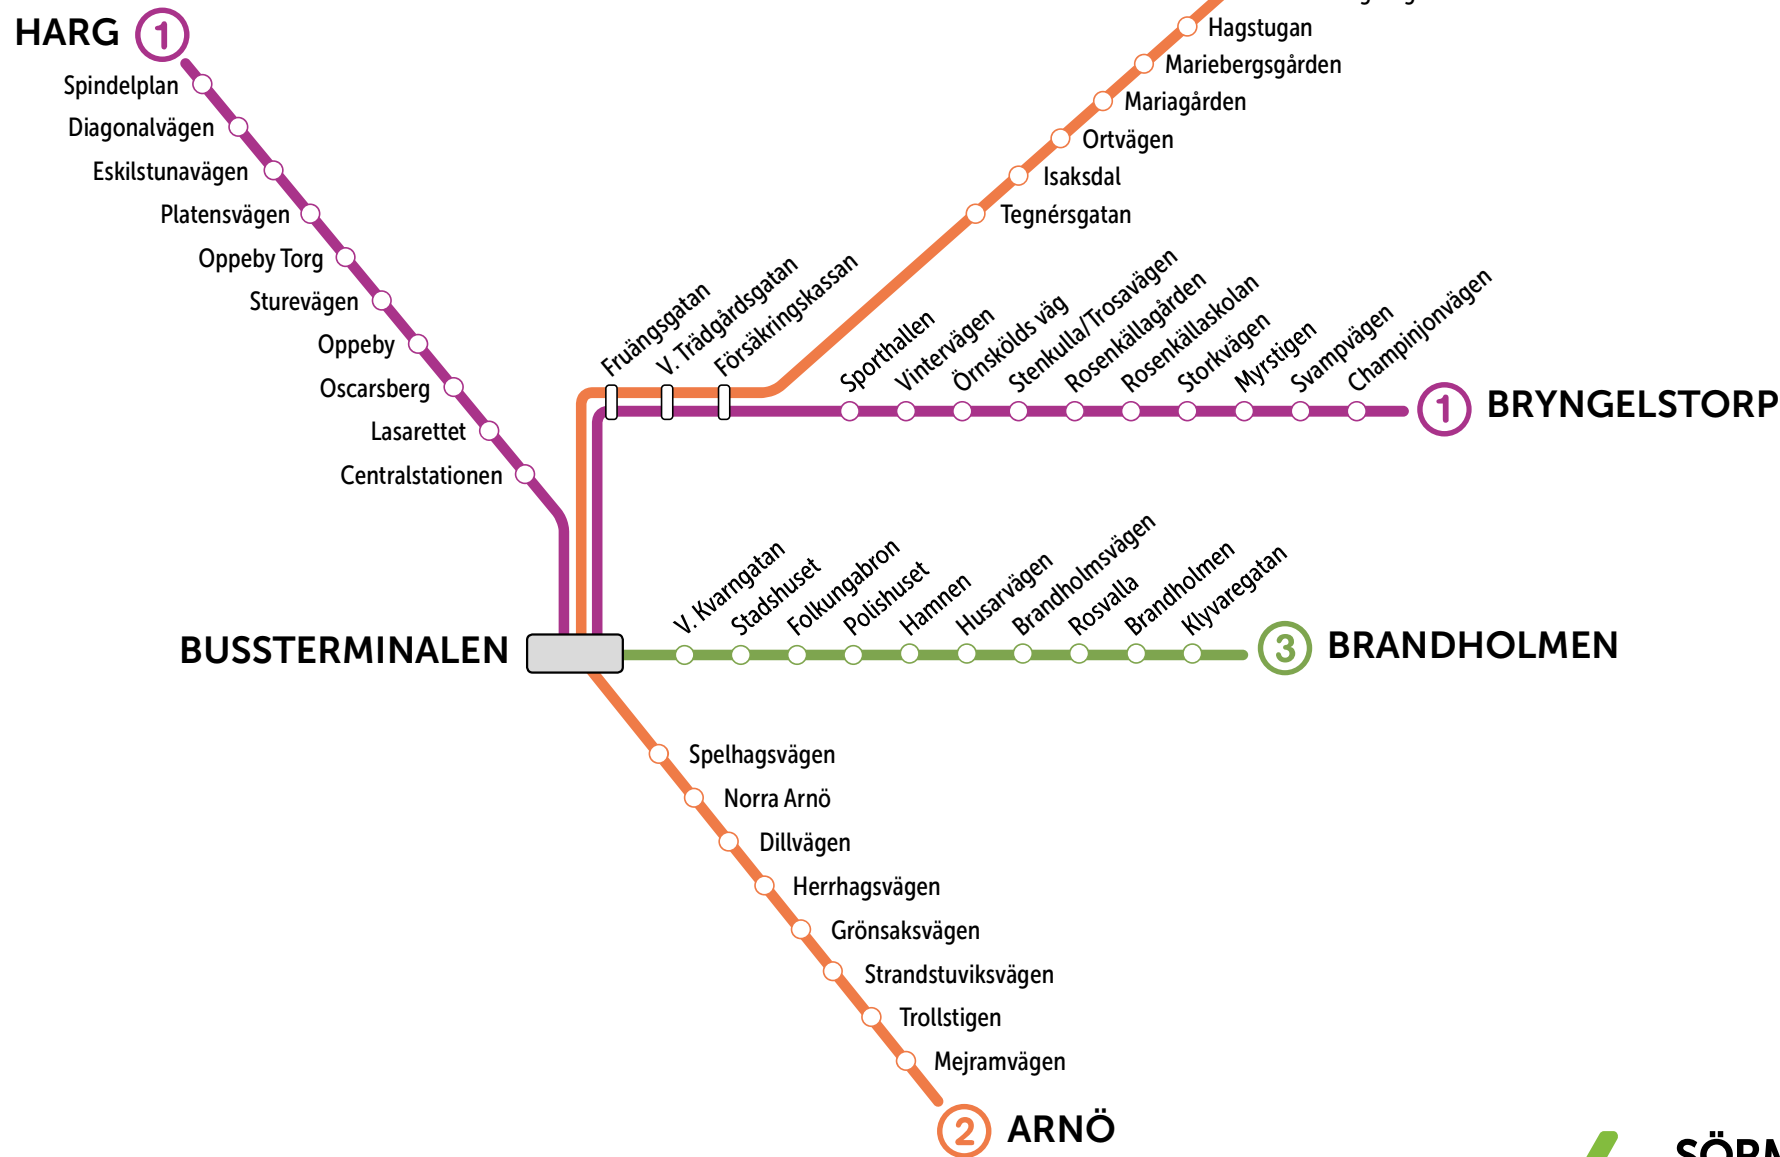 HARG 1
Spindelplan
Diagonalvägen
Eskilstunavägen
Platensvägen
Oppeby Torg
Sturevägen
Oppeby
Oscarsberg
Lasarettet
Centralstationen
Hagstugan
Mariebergsgården
Mariagården
Ortvägen
Isaksdal
Tegnérsgatan
Fruängsgatan
V. Trädgårdsgatan
Försäkringskassan
Sporthallen
Vintervägen
Örnskölds väg
Stenkulla/Trosavägen
Rosenkällagården
Rosenkällaskolan
Storkvägen
Myrstigen
Svampvägen
Champinjonvägen
1 BRYNGELSTORP
BUSSTERMINALEN
V. Kvarngatan
Stadshuset
Folkungabron
Polishuset
Hamnen
Husarvägen
Brandholmsvägen
Rosvalla
Brandholmen
Klyvaregatan
3 BRANDHOLMEN
Spelhagsvägen
Norra Arnö
Dillvägen
Herrhagsvägen
Grönsaksvägen
Strandstuviksvägen
Trollstigen
Mejramvägen
2 ARNÖ